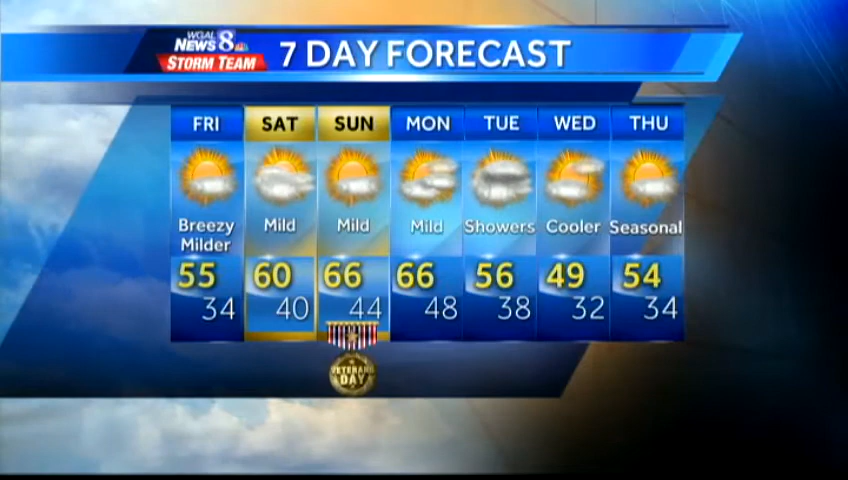 WGAL
NEWS 8
STORM TEAM
7 DAY FORECAST
FRI SAT SUN MON TUE WED THU
Breezy Milder
Mild
Mild
Mild
Showers
Cooler
Seasonal
55 60 66 66 56 49 54
34 40 44 48 38 32 34
VETERANS
DAY